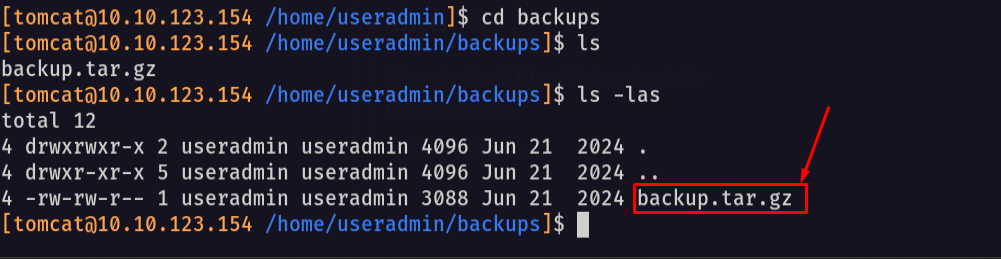 [tomcat@10.10.123.154 /home/useradmin]$ cd backups
[tomcat@10.10.123.154 /home/useradmin/backups]$ ls
backup.tar.gz
[tomcat@10.10.123.154 /home/useradmin/backups]$ ls -las
total 12
4 drwxrwxr-x 2 useradmin useradmin 4096 Jun 21  2024 .
4 drwxr-xr-x 5 useradmin useradmin 4096 Jun 21  2024 ..
4 -rw-rw-r-- 1 useradmin useradmin 3088 Jun 21  2024 backup.tar.gz
[tomcat@10.10.123.154 /home/useradmin/backups]$